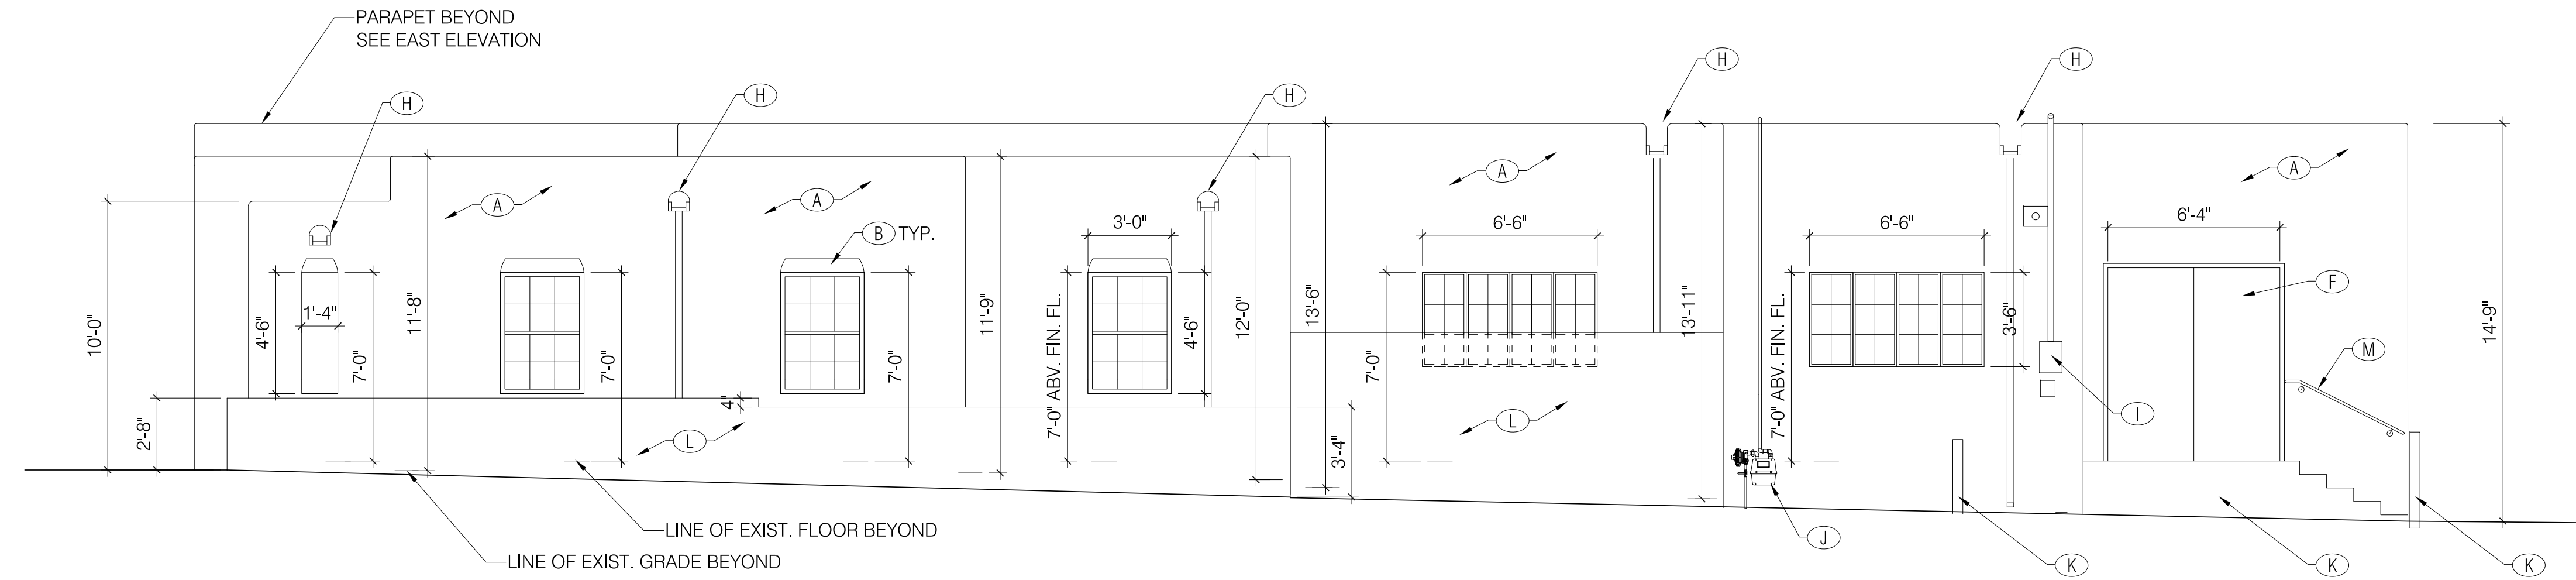 PARAPET BEYOND
SEE EAST ELEVATION
H
H
H
H
H
H
H
A
A
A
A
B TYP.
3'-0"
6'-6"
6'-6"
6'-4"
F
10'-0"
2'-8"
4'-6"
1'-4"
7'-0"
11'-8"
7'-0"
4"
7'-0"
11'-9"
7'-0" ABV. FIN. FL.
4'-6"
12'-0"
13'-6"
3'-4"
7'-0"
13'-11"
7'-0" ABV. FIN. FL.
3'-6"
14'-9"
M
I
L
L
J
K
K
K
LINE OF EXIST. FLOOR BEYOND
LINE OF EXIST. GRADE BEYOND